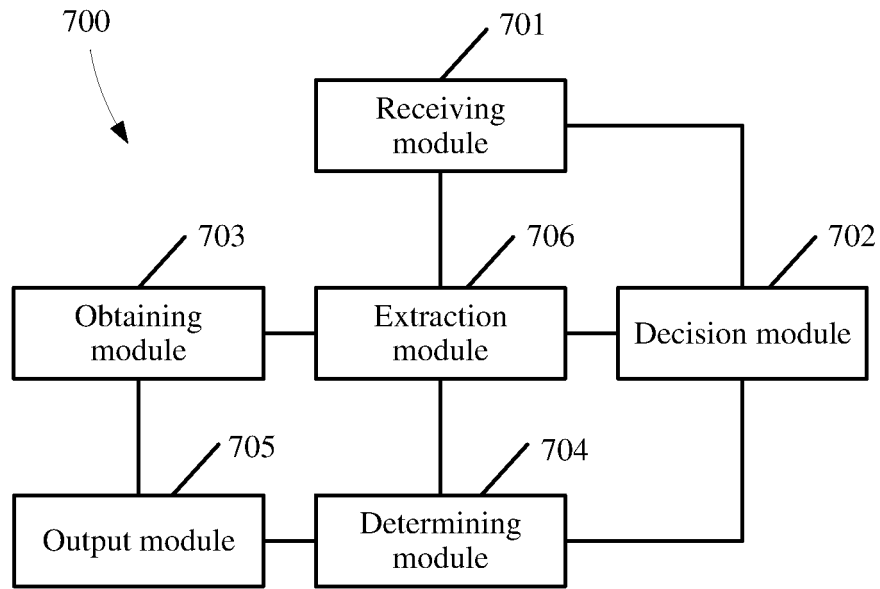 700
701
Receiving
module
703
706
702
Obtaining
module
Extraction
module
Decision module
705
704
Output module
Determining
module